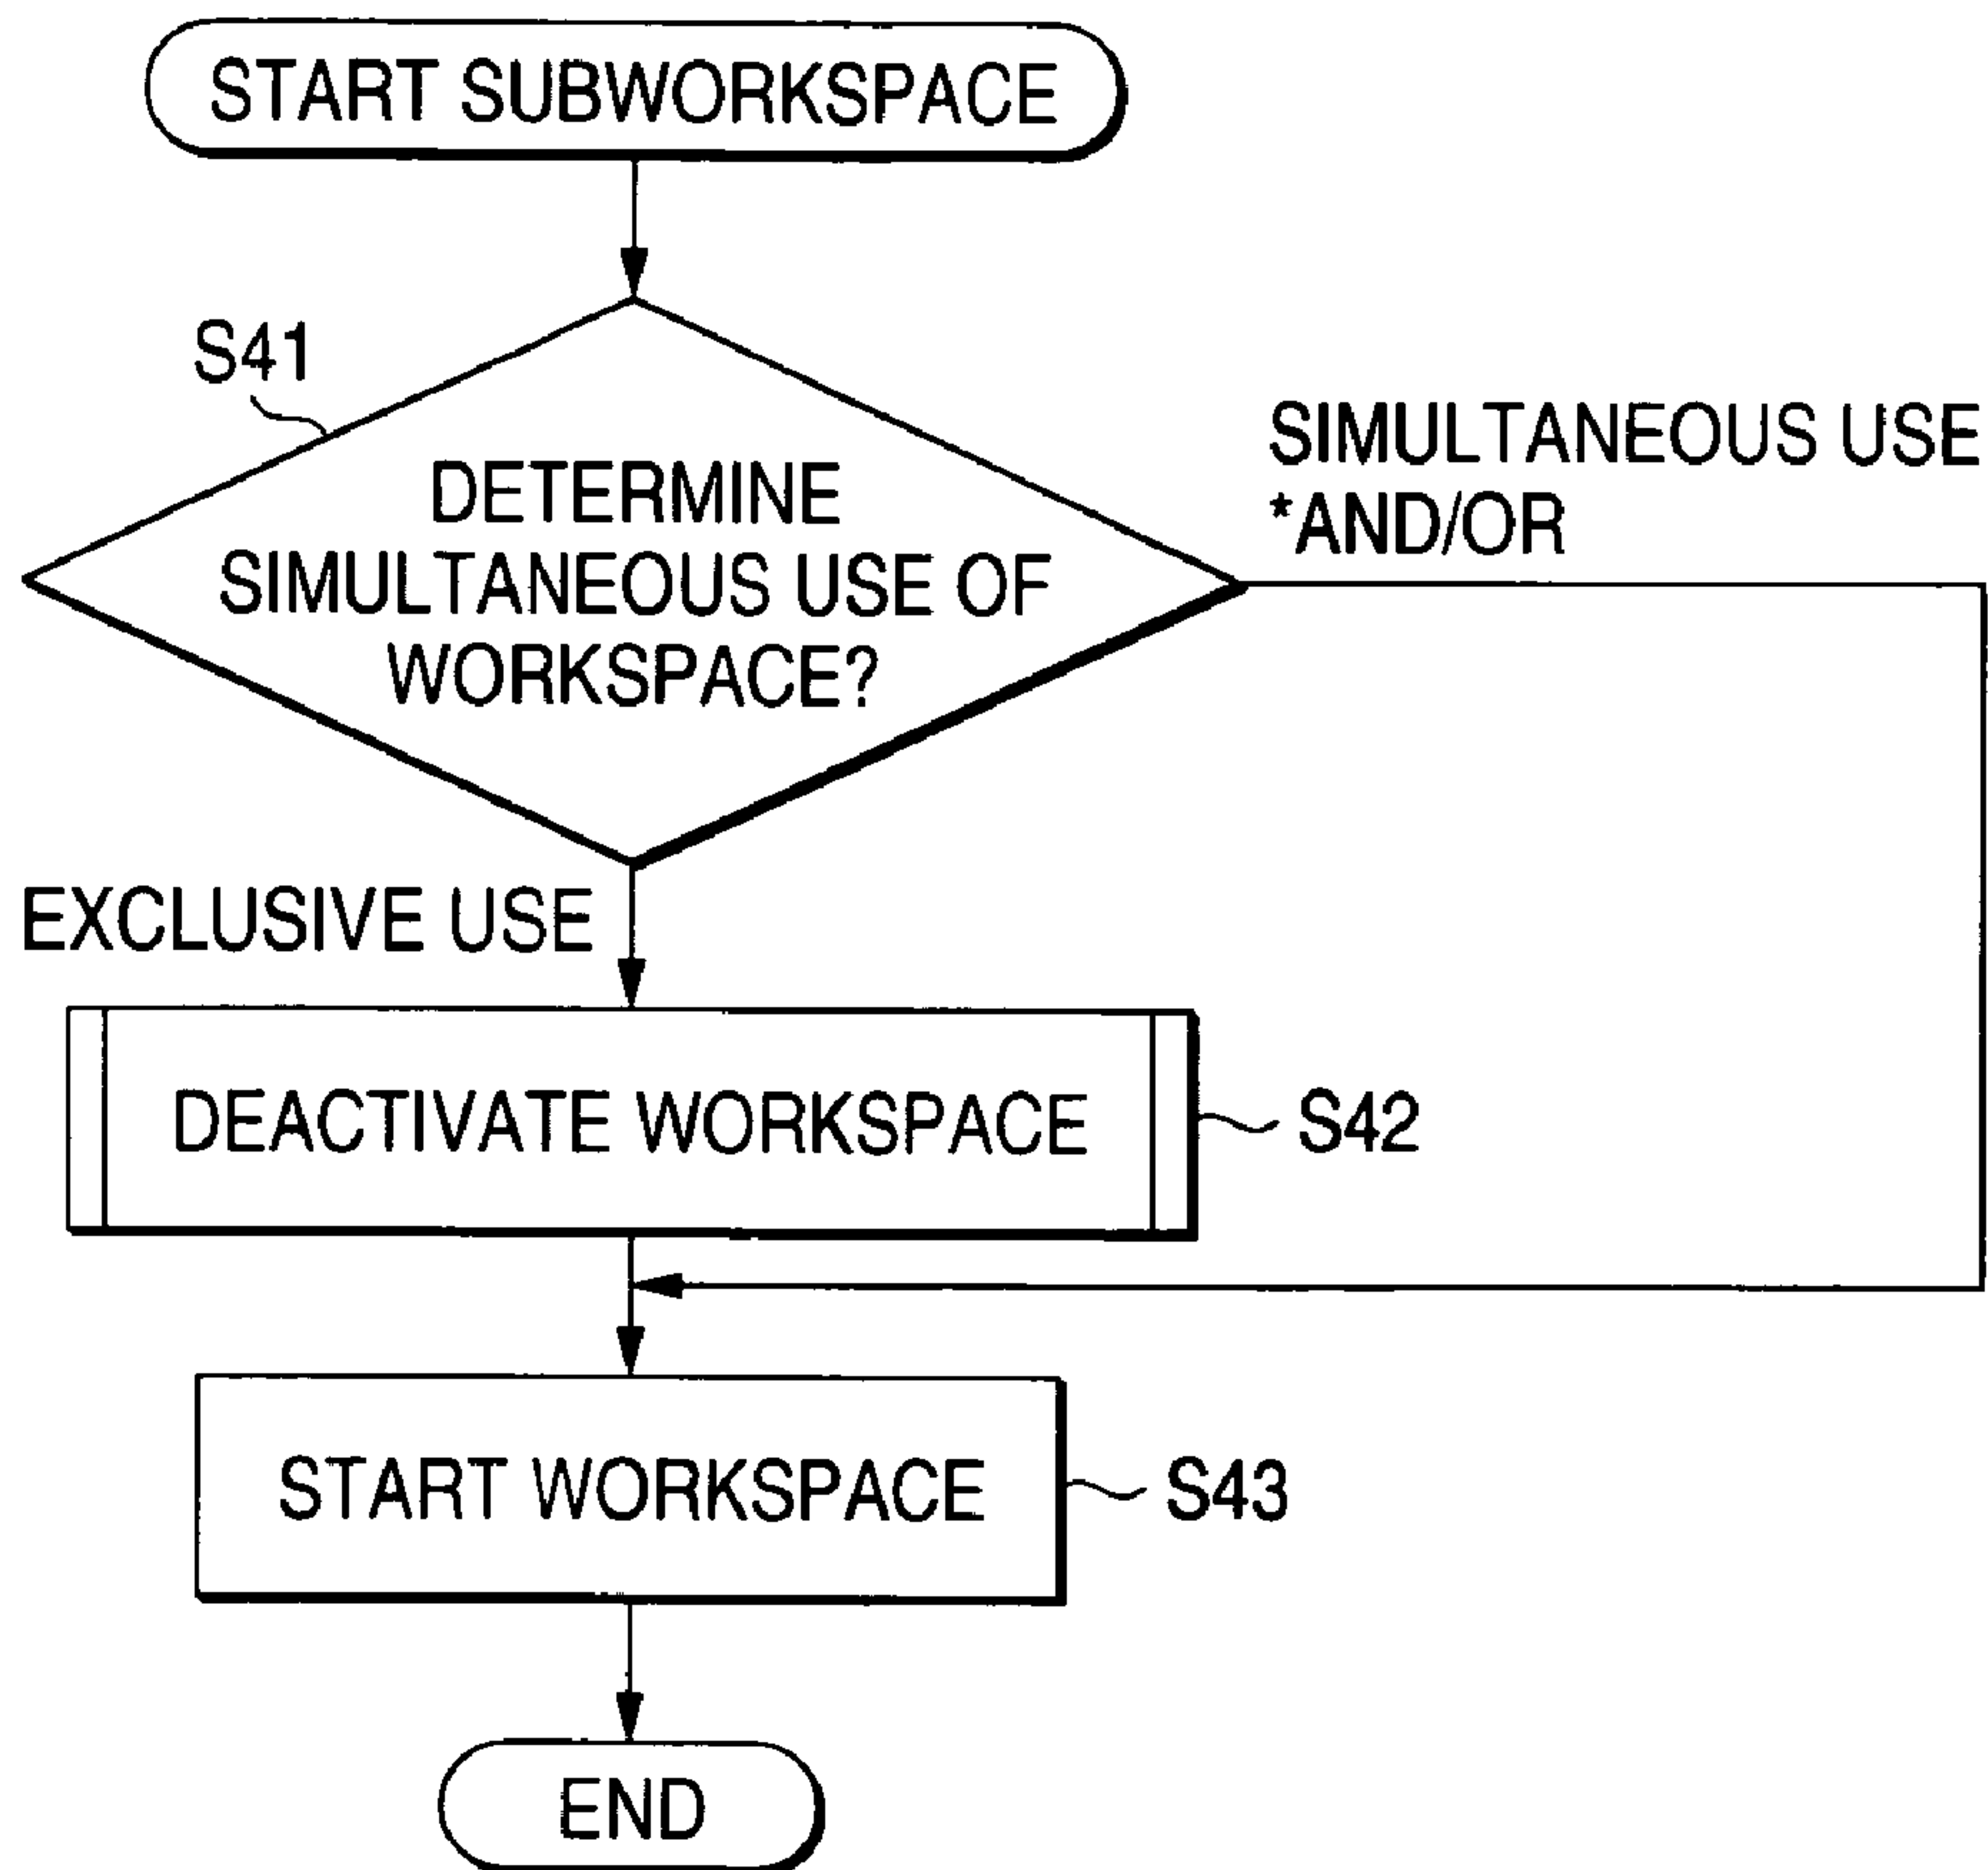 START SUBWORKSPACE
S41
DETERMINE
SIMULTANEOUS USE OF
WORKSPACE?
SIMULTANEOUS USE
*AND/OR
EXCLUSIVE USE
DEACTIVATE WORKSPACE
S42
START WORKSPACE
S43
END